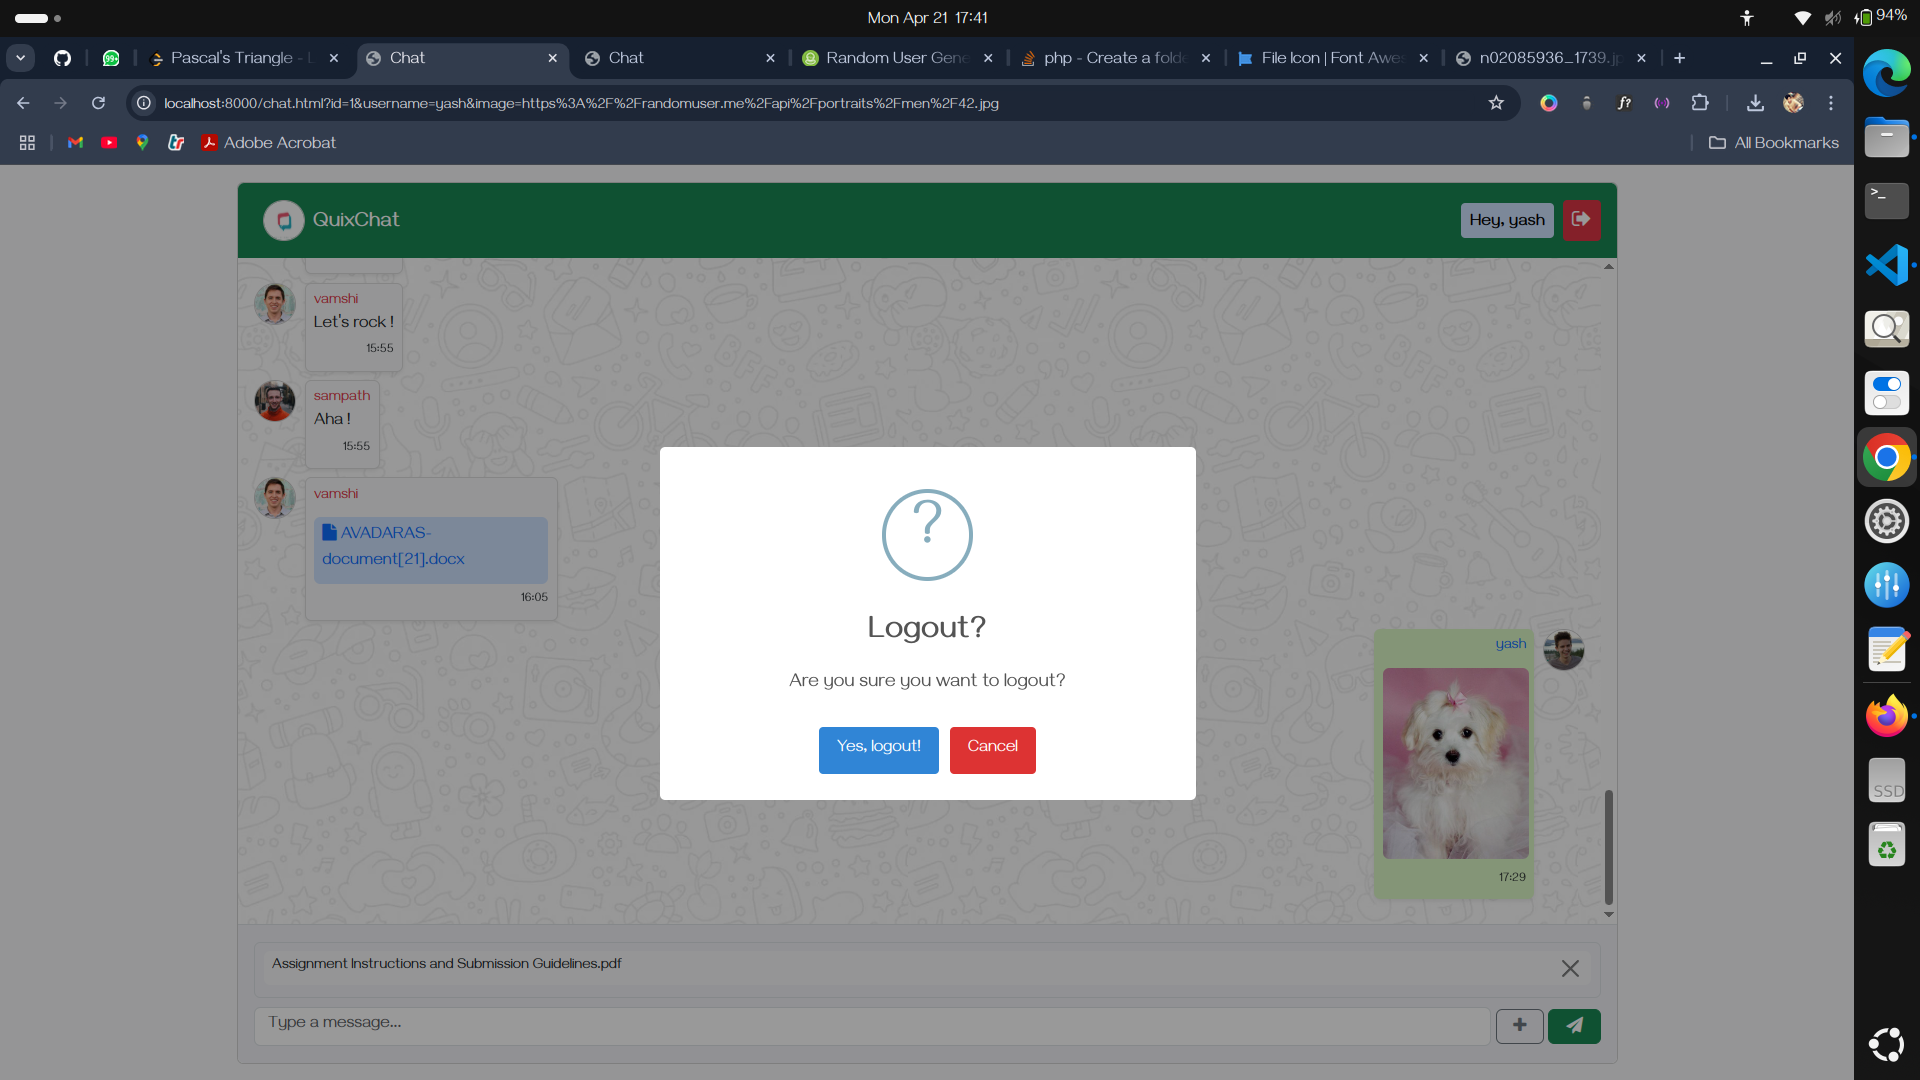 Mon Apr 21 17:41
94%
99+
Pascal's Triangle - L
Chat
Chat
Random User Gene
php - Create a folde
File Icon | Font Awes
n02085936_1739.jp
localhost:8000/chat.html?id=1&username=yash&image=https%3A%2F%2Frandomuser.me%2Fapi%2Fportraits%2Fmen%2F42.jpg
f?
Adobe Acrobat
All Bookmarks
QuixChat
Hey, yash
vamshi
Let's rock !
15:55
sampath
Aha !
15:55
vamshi
AVADARAS-
document[21].docx
16:05
yash
17:29
?
Logout?
Are you sure you want to logout?
Yes, logout!
Cancel
Assignment Instructions and Submission Guidelines.pdf
Type a message...
>_
SSD